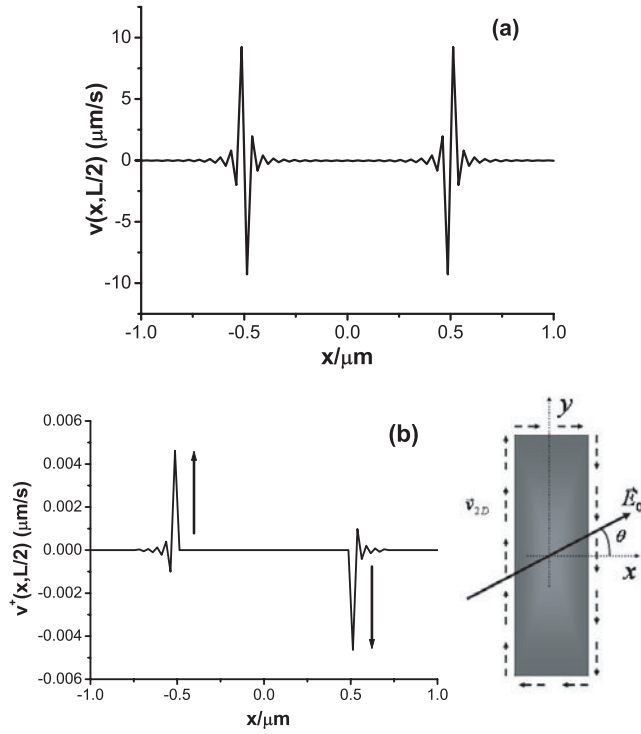 (a)
v(x,L/2) (μm/s)
10
5
0
-5
-10
-1.0 -0.5 0.0 0.5 1.0
x/μm
(b)
v⁺(x,L/2) (μm/s)
0.006
0.004
0.002
0.000
-0.002
-0.004
-0.006
-1.0 -0.5 0.0 0.5 1.0
x/μm
y
v⃗2D
E⃗0
θ
x